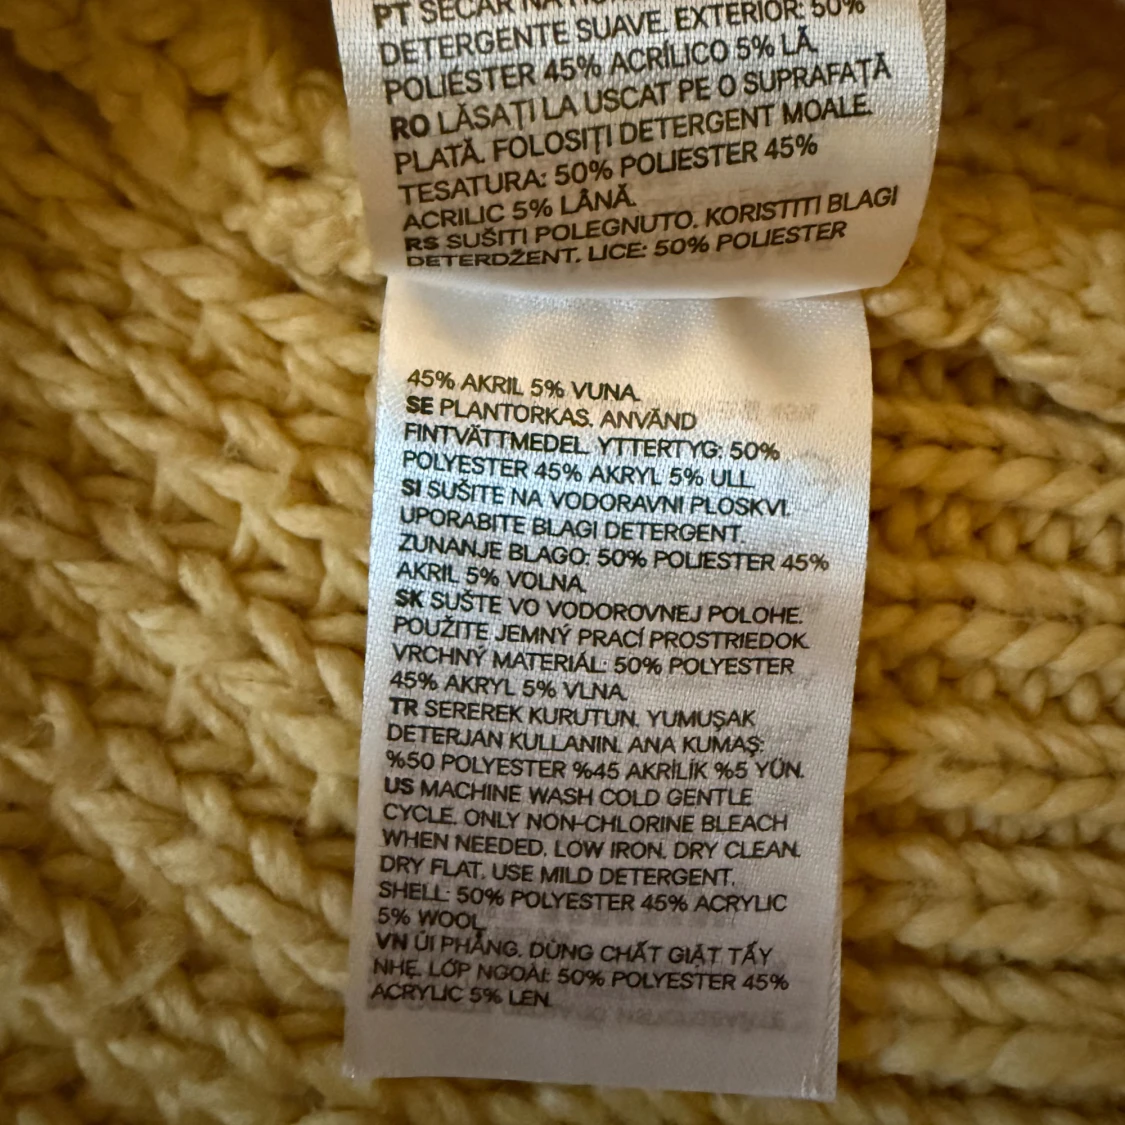 PT SECAR NA
DETERGENTE SUAVE. EXTERIOR: 50%
POLIÉSTER 45% ACRÍLICO 5% LÃ.
RO LĂSAȚI LA USCAT PE O SUPRAFAȚĂ
PLATĂ. FOLOSIȚI DETERGENT MOALE.
TESATURA: 50% POLIESTER 45%
ACRILIC 5% LÂNĂ.
RS SUŠITI POLEGNUTO. KORISTITI BLAGI
DETERDŽENT. LICE: 50% POLIESTER
45% AKRIL 5% VUNA.
SE PLANTORKAS. ANVÄND
FINTVÄTTMEDEL. YTTERTYG: 50%
POLYESTER 45% AKRYL 5% ULL.
SI SUŠITE NA VODORAVNI PLOSKVI.
UPORABITE BLAGI DETERGENT.
ZUNANJE BLAGO: 50% POLIESTER 45%
AKRIL 5% VOLNA.
SK SUŠTE VO VODOROVNEJ POLOHE.
POUŽITE JEMNÝ PRACÍ PROSTRIEDOK.
VRCHNÝ MATERIÁL: 50% POLYESTER
45% AKRYL 5% VLNA.
TR SEREREK KURUTUN. YUMUŞAK
DETERJAN KULLANIN. ANA KUMAŞ:
%50 POLYESTER %45 AKRİLİK %5 YÜN.
US MACHINE WASH COLD GENTLE
CYCLE. ONLY NON-CHLORINE BLEACH
WHEN NEEDED. LOW IRON. DRY CLEAN.
DRY FLAT. USE MILD DETERGENT.
SHELL: 50% POLYESTER 45% ACRYLIC
5% WOOL
VN ỦI PHẲNG. DÙNG CHẤT GIẶT TẨY
NHẸ. LỚP NGOÀI: 50% POLYESTER 45%
ACRYLIC 5% LEN.